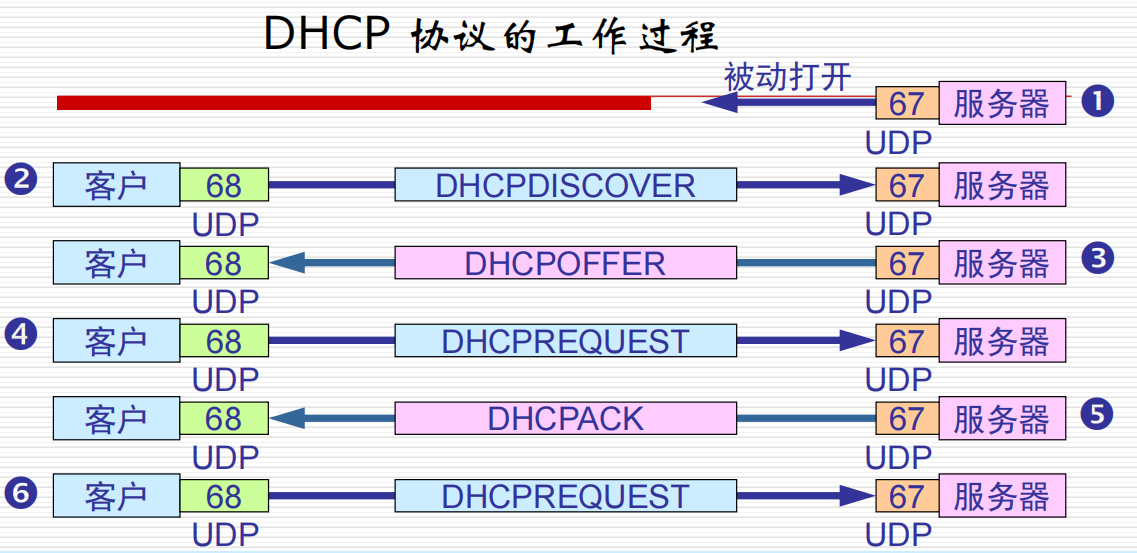 DHCP 协议的工作过程
被动打开
67 服务器 ❶
UDP
❷ 客户 68 DHCPDISCOVER 67 服务器
UDP UDP
客户 68 DHCPOFFER 67 服务器 ❸
UDP UDP
❹ 客户 68 DHCPREQUEST 67 服务器
UDP UDP
客户 68 DHCPACK 67 服务器 ❺
UDP UDP
❻ 客户 68 DHCPREQUEST 67 服务器
UDP UDP